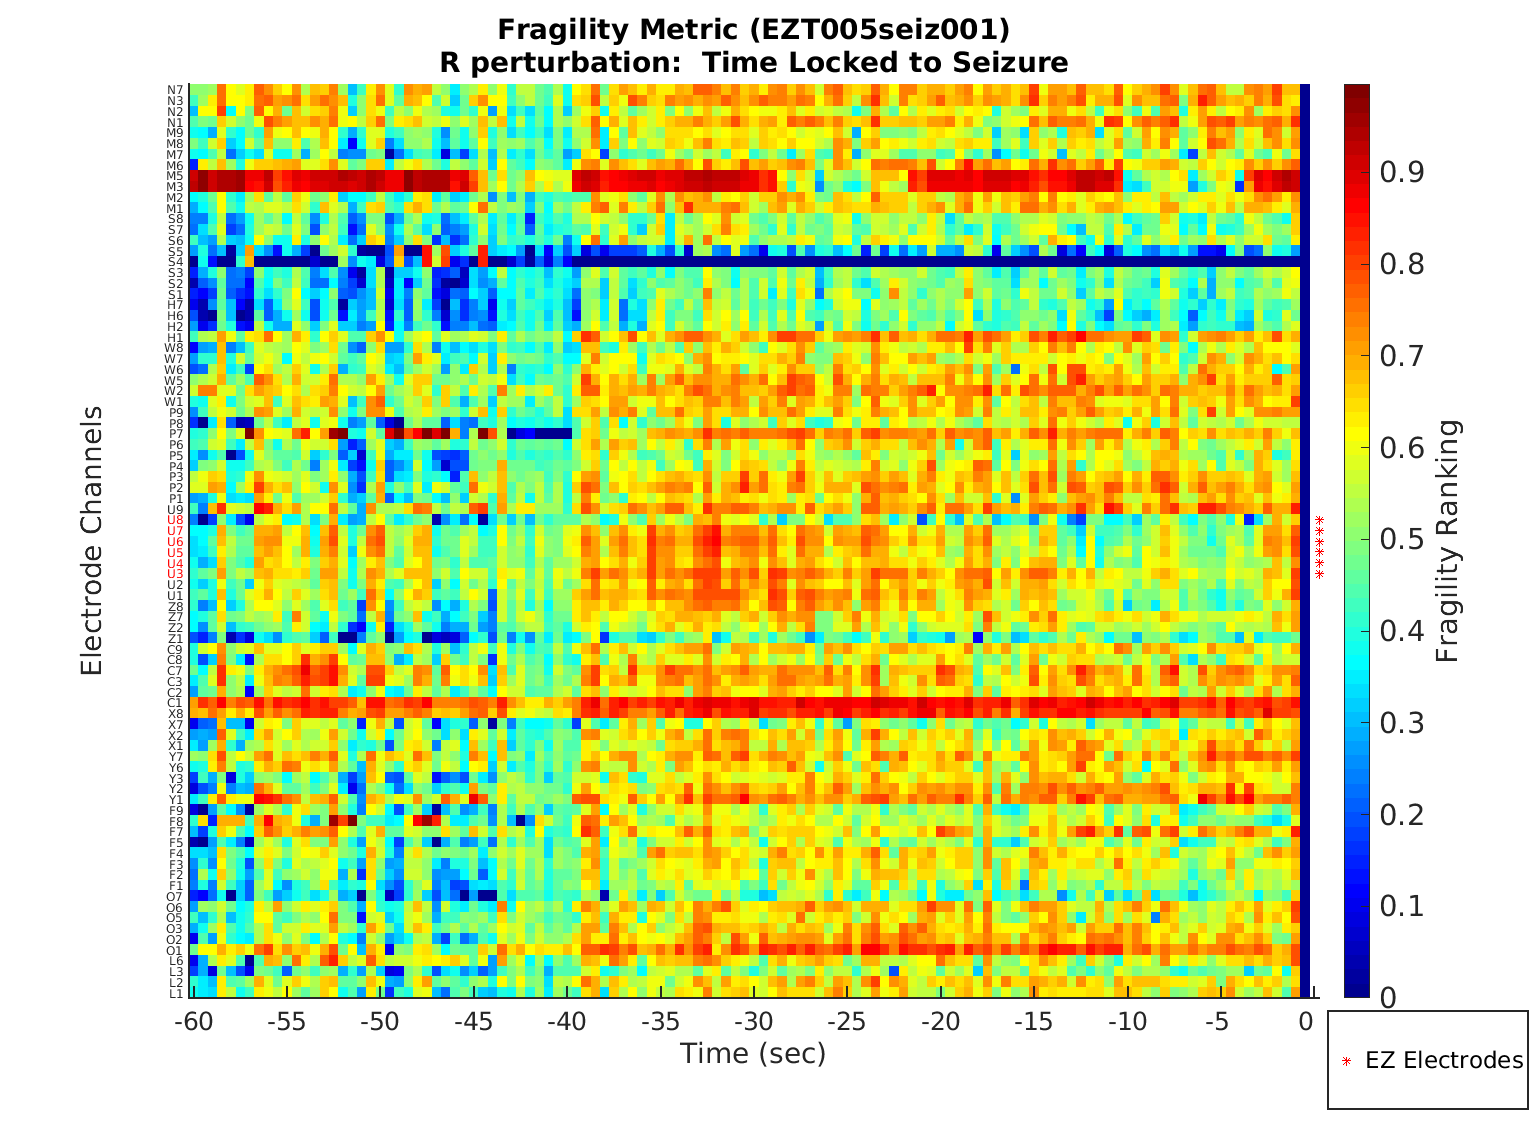 Fragility Metric (EZT005seiz001)
R perturbation:  Time Locked to Seizure
Electrode Channels
N7
N3
N2
N1
M9
M8
M7
M6
M5
M3
M2
M1
S8
S7
S6
S5
S4
S3
S2
S1
H7
H6
H2
H1
W8
W7
W6
W5
W2
W1
P9
P8
P7
P6
P5
P4
P3
P2
P1
U9
U8
U7
U6
U5
U4
U3
U2
U1
Z8
Z7
Z2
Z1
C9
C8
C7
C3
C2
C1
X8
X7
X2
X1
Y7
Y6
Y3
Y2
Y1
F9
F8
F7
F5
F4
F3
F2
F1
O7
O6
O5
O3
O2
O1
L6
L3
L2
L1
-60 -55 -50 -45 -40 -35 -30 -25 -20 -15 -10 -5 0
Time (sec)
0.9
0.8
0.7
0.6
0.5
0.4
0.3
0.2
0.1
0
Fragility Ranking
EZ Electrodes